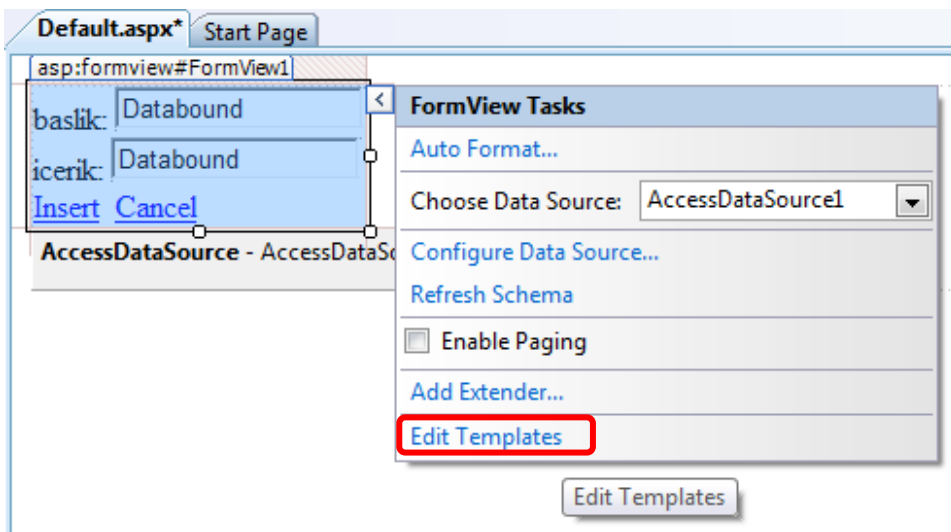 Default.aspx* Start Page
asp:formview#FormView1
baslik: Databound
icerik: Databound
Insert Cancel
AccessDataSource - AccessDataSo
FormView Tasks
Auto Format...
Choose Data Source: AccessDataSource1
Configure Data Source...
Refresh Schema
Enable Paging
Add Extender...
Edit Templates
Edit Templates